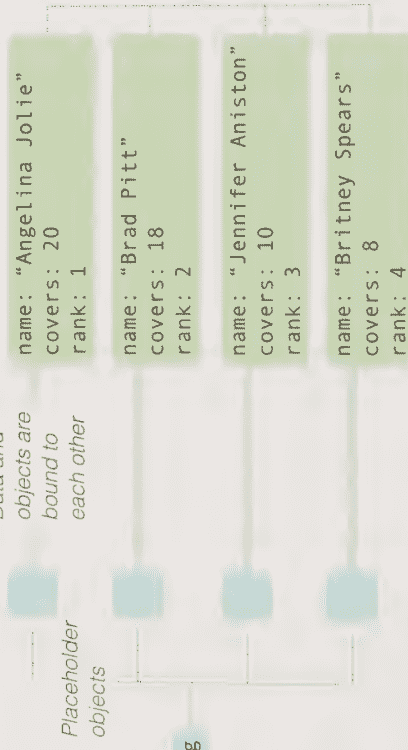 name: “Angelina Jolie”
covers: 20
rank: 1
name: “Brad Pitt”
covers: 18
rank: 2
name: “Jennifer Aniston”
covers: 10
rank: 3
name: “Britney Spears”
covers: 8
rank: 4
objects are
bound to
each other
Placeholder
objects
g